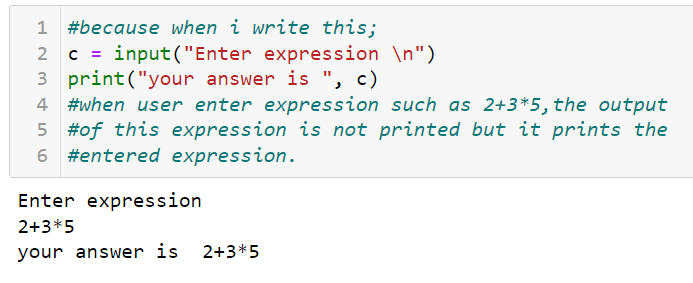 1 #because when i write this;
2 c = input("Enter expression \n")
3 print("your answer is ", c)
4 #when user enter expression such as 2+3*5,the output
5 #of this expression is not printed but it prints the
6 #entered expression.
Enter expression
2+3*5
your answer is  2+3*5